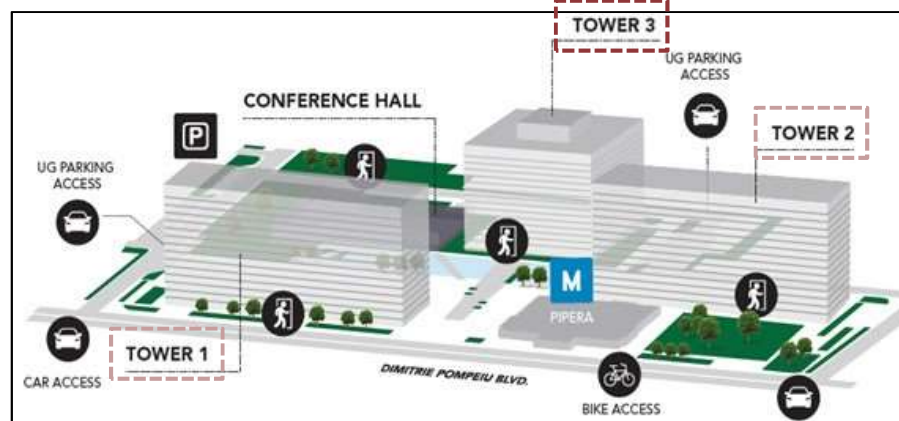 TOWER 3
UG PARKING
ACCESS
CONFERENCE HALL
P
TOWER 2
UG PARKING
ACCESS
M
PIPERA
TOWER 1
CAR ACCESS
DIMITRIE POMPEIU BLVD.
BIKE ACCESS